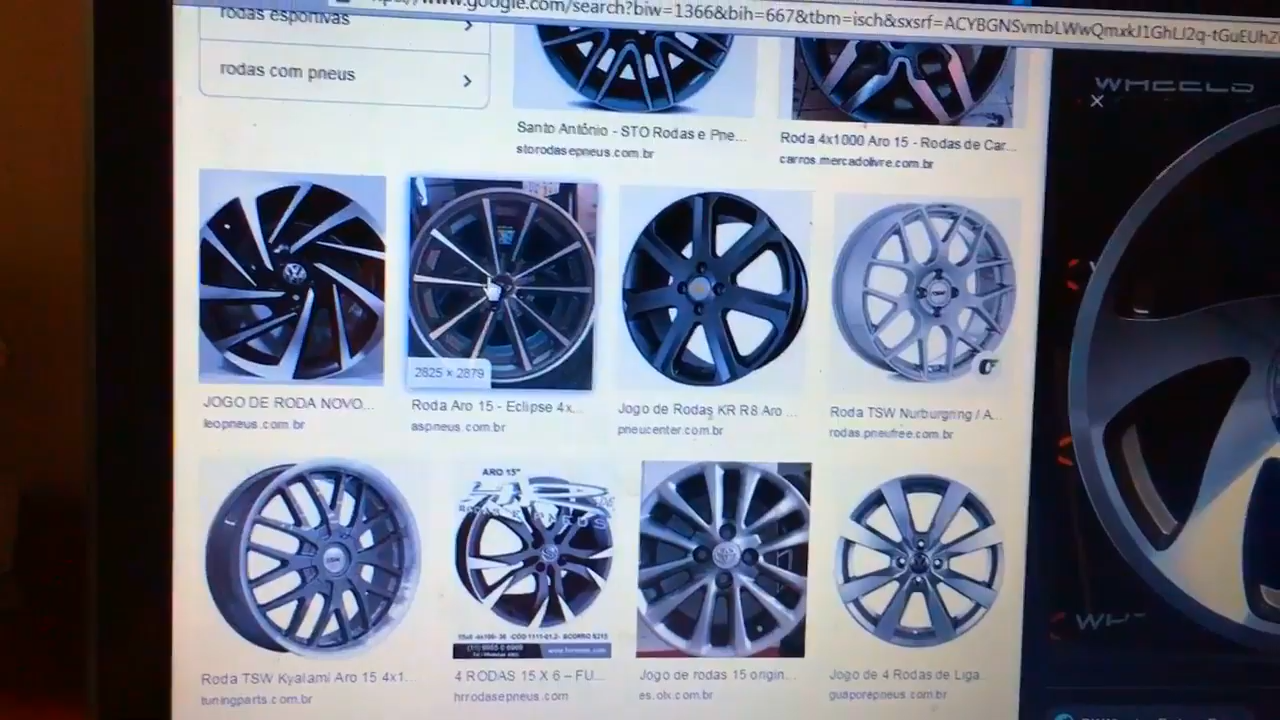 https://www.google.com/search?biw=1366&bih=667&tbm=isch&sxsrf=ACYBGNSvmbLWwQmxkJ1GhLJ2q-tGuEUhZ
rodas esportivas
rodas com pneus
WHEELS
Santo Antônio - STO Rodas e Pne...
storodasepneus.com.br
Roda 4x1000 Aro 15 - Rodas de Car...
carros.mercadolivre.com.br
2825 × 2879
JOGO DE RODA NOVO...
leopneus.com.br
Roda Aro 15 - Eclipse 4x...
aspneus.com.br
Jogo de Rodas KR R8 Aro ...
pneucenter.com.br
Roda TSW Nurburgring / A...
rodas.pneufree.com.br
ARO 15"
RODAS E PNEUS
Roda TSW Kyalami Aro 15 4x1...
tuningparts.com.br
4 RODAS 15 X 6 – FU...
hrrodasepneus.com
Jogo de rodas 15 origin...
es.olx.com.br
Jogo de 4 Rodas de Liga
guaporepneus.com.br
WH